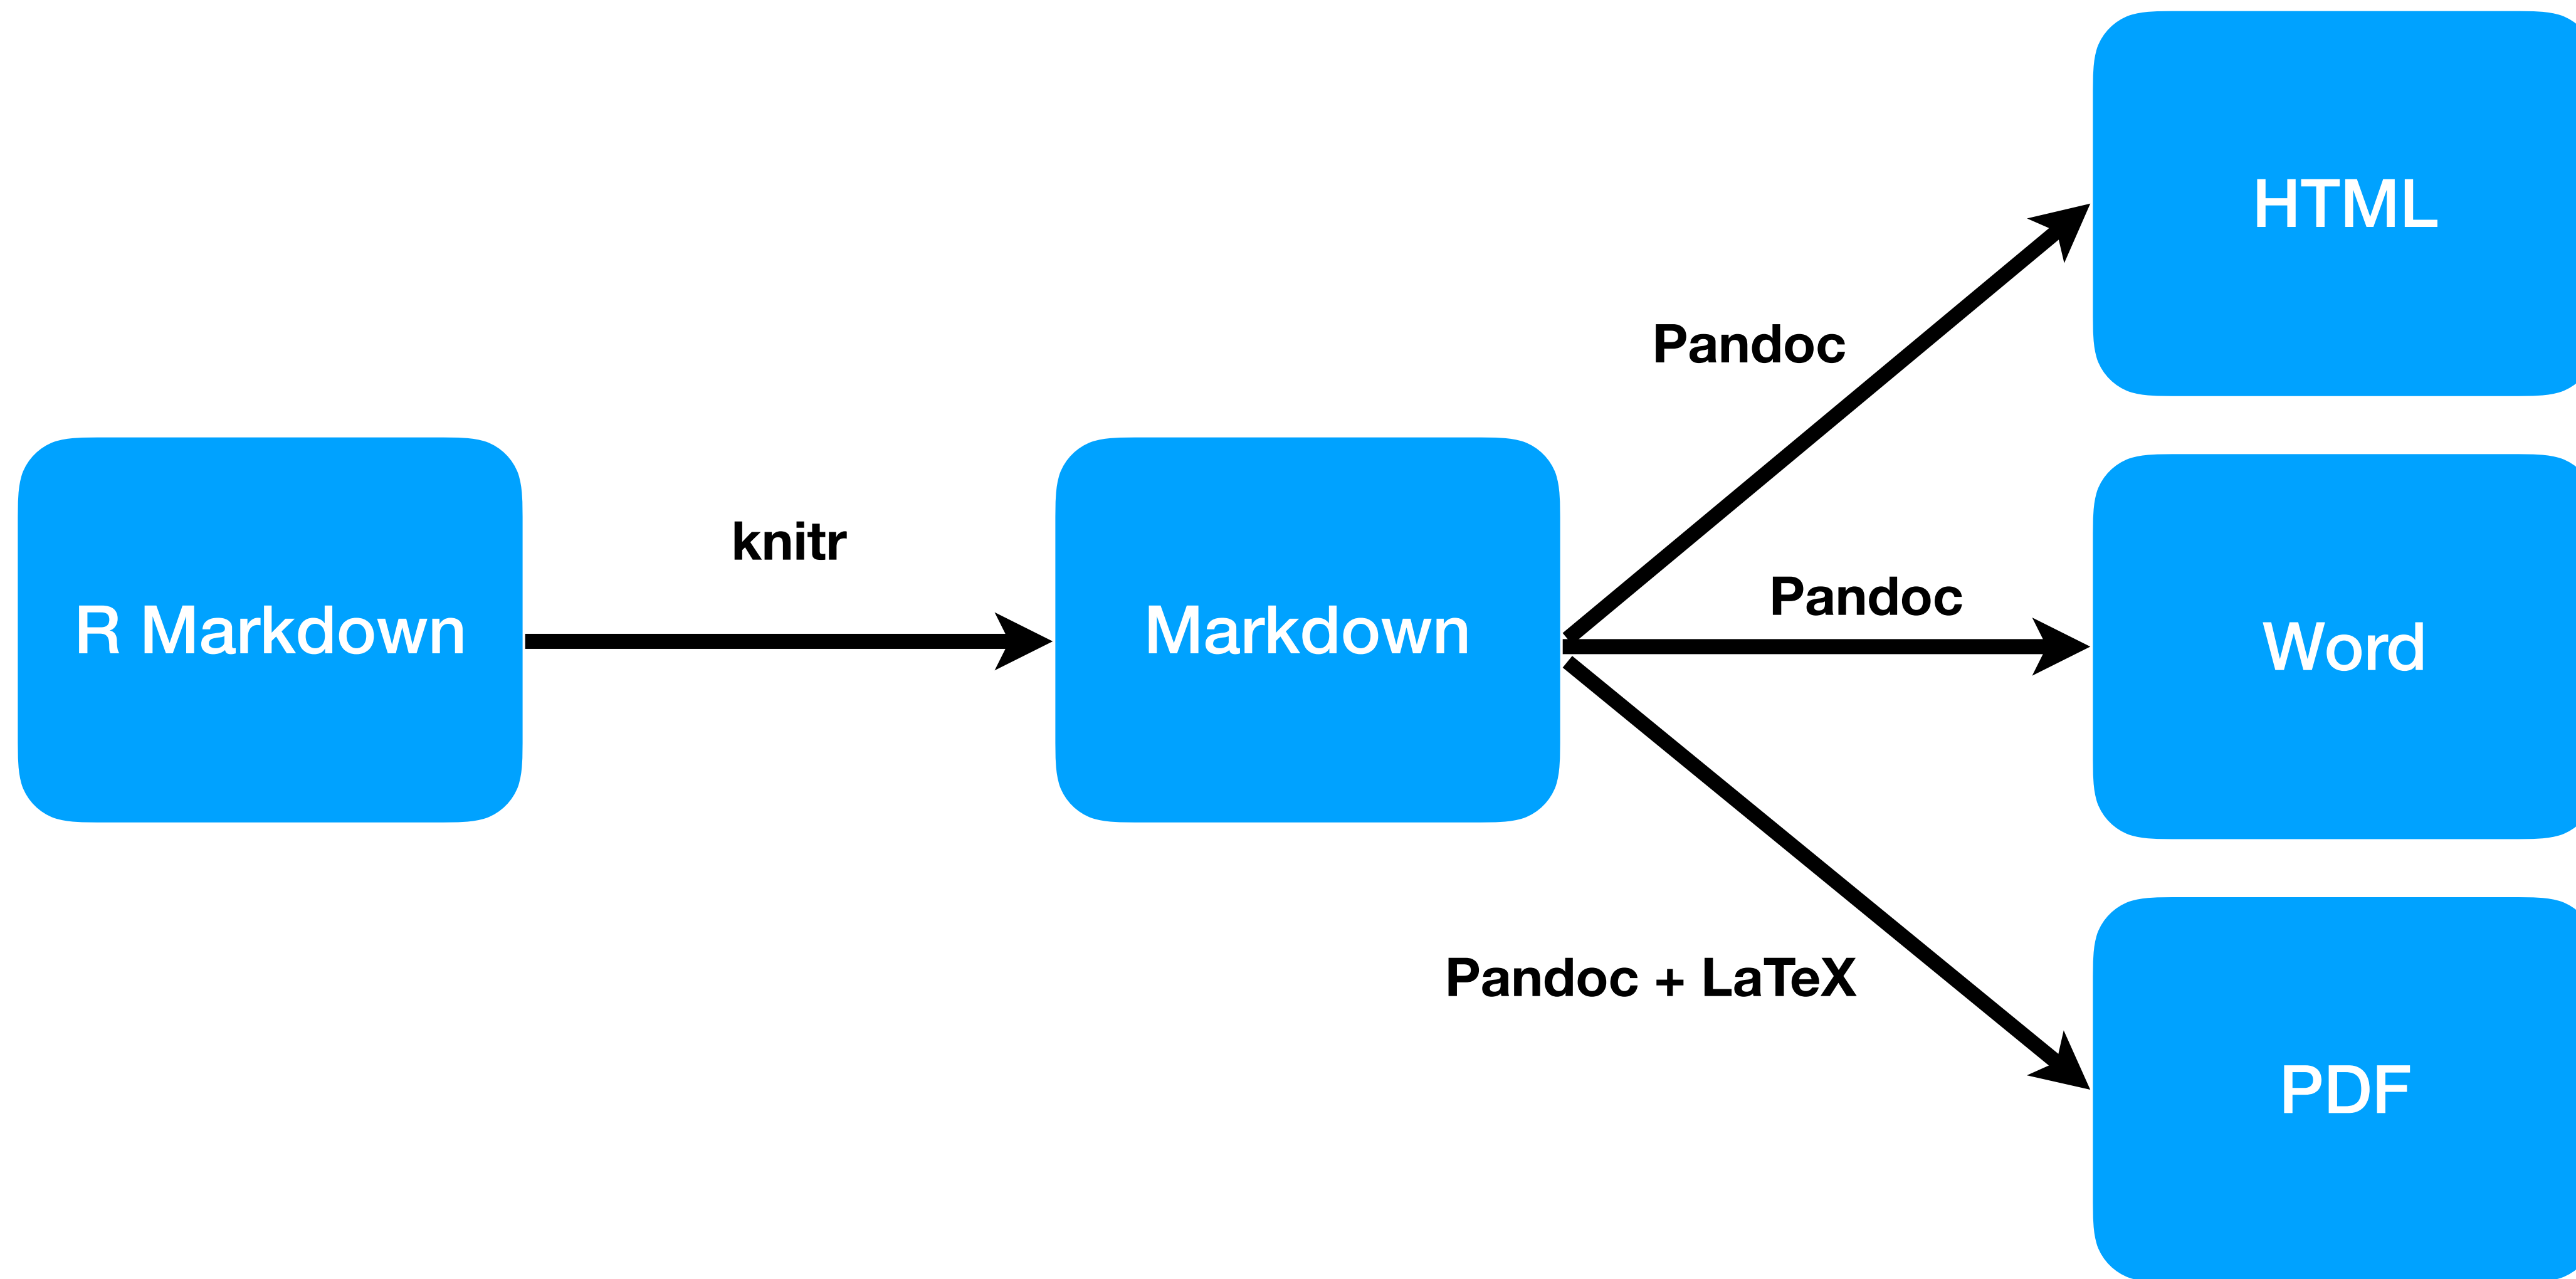 R Markdown
knitr
Markdown
Pandoc
HTML
Pandoc
Word
Pandoc + LaTeX
PDF